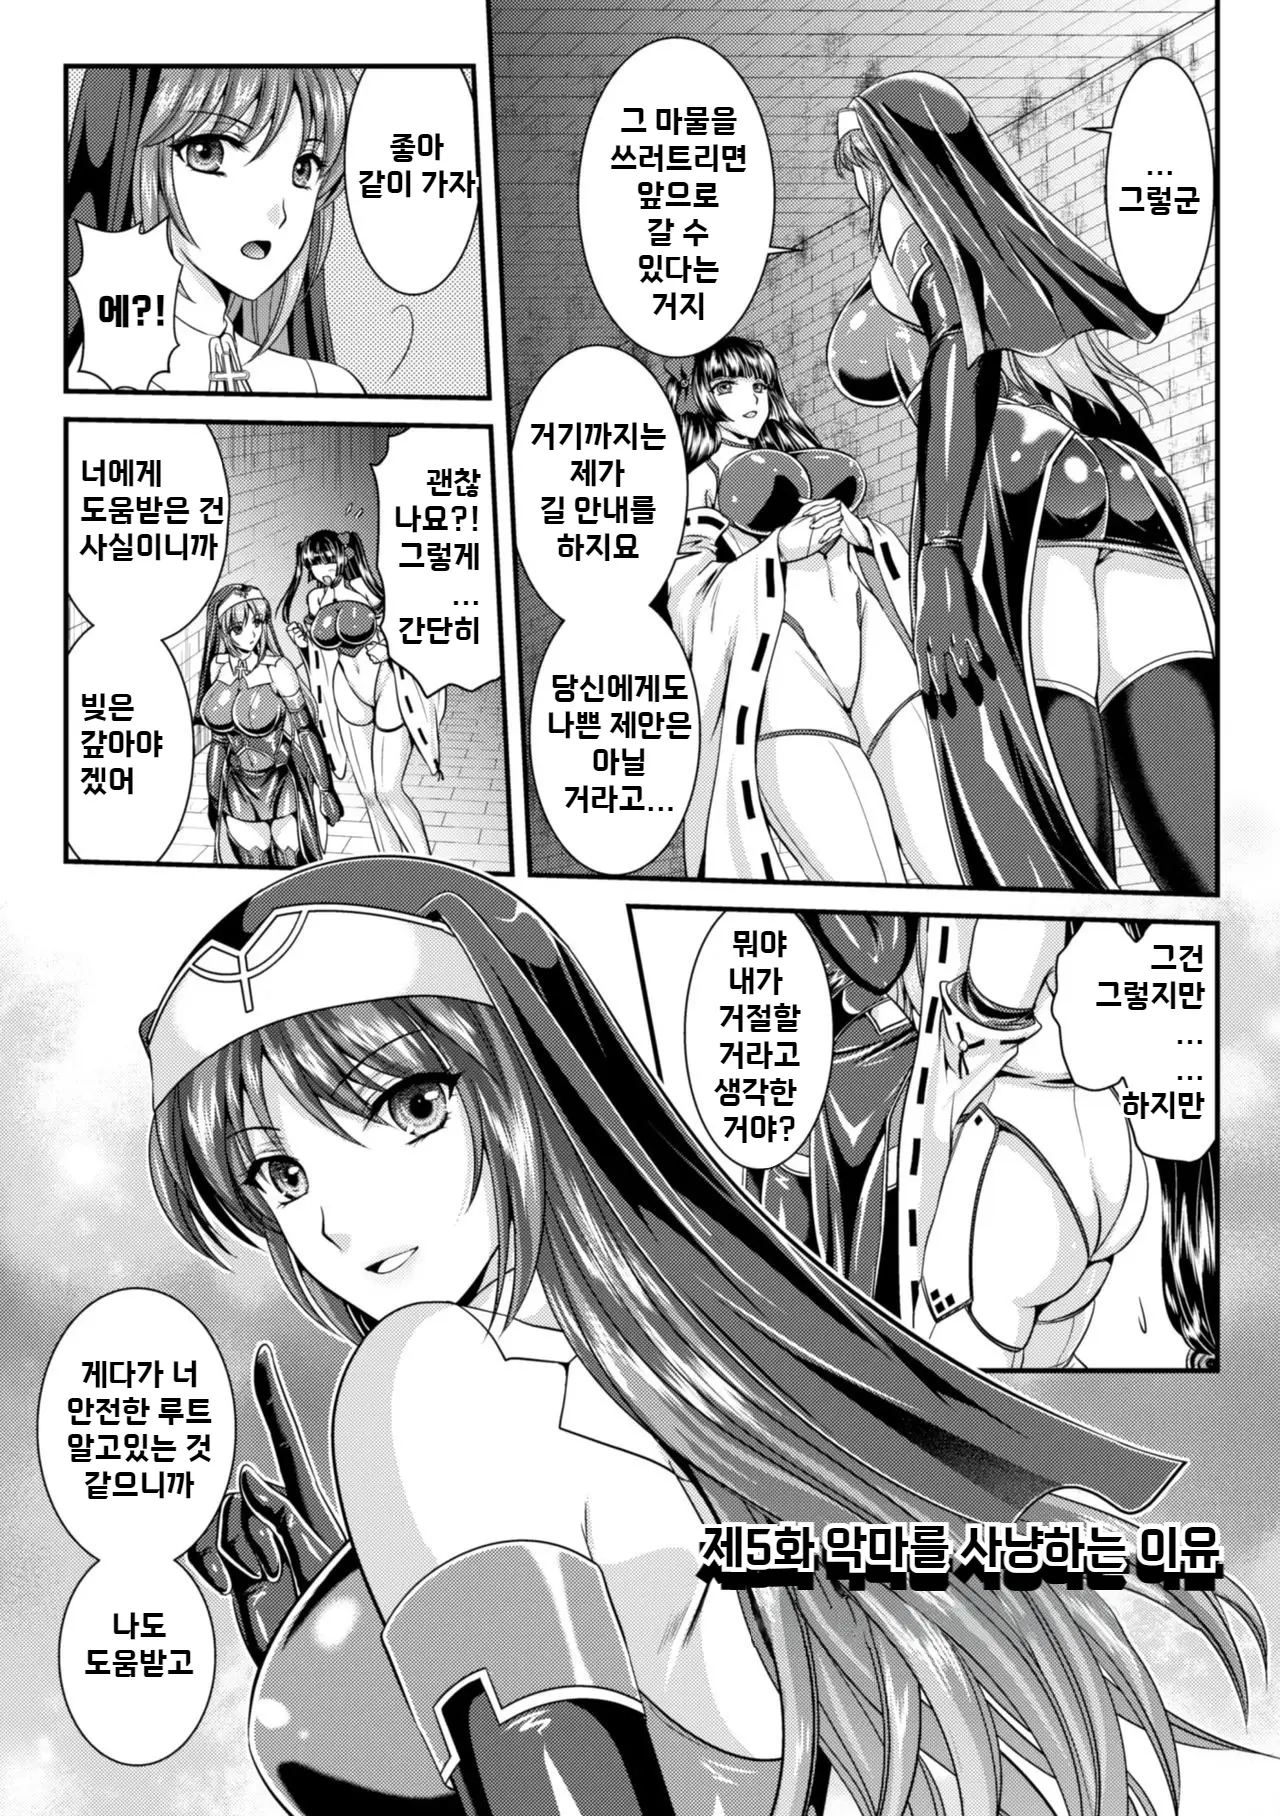 ...
그렇군
그 마물을
쓰러트리면
앞으로
갈 수
있다는
거지
거기까지는
제가
길 안내를
하지요
당신에게도
나쁜 제안은
아닐
거라고...
좋아
같이 가자
에?!
괜찮
나요?!
그렇게
...
간단히
너에게
도움받은 건
사실이니까
빚은
갚아야
겠어
그건
그렇지만
...
...
하지만
뭐야
내가
거절할
거라고
생각한
거야?
게다가 너
안전한 루트
알고있는 것
같으니까
나도
도움받고
제5화 악마를 사냥하는 이유